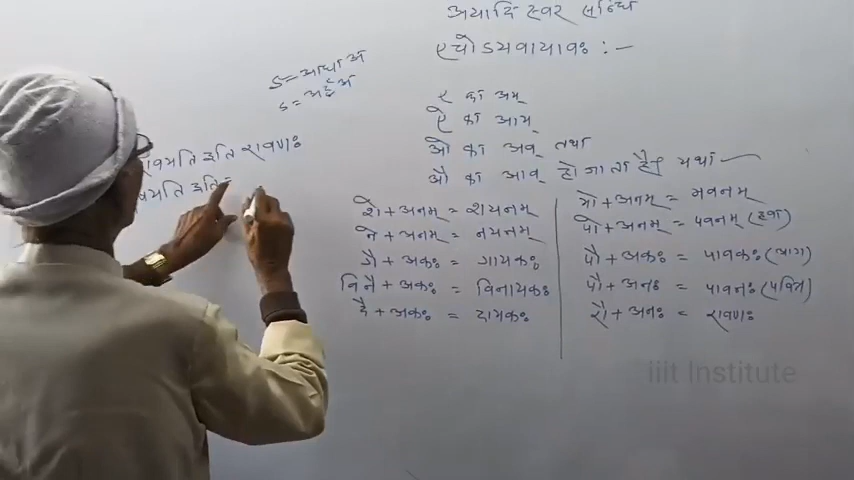 अयादि स्वर सन्धि
एचोऽयवायावः :—
ऽ = आधा अ
ऽ =
ए का अय्
ऐ का आय्
ओ का अव् तथा
औ का आव् हो जाता है यथा —
रावयति इति रावणः
इति
शे + अनम् = शयनम्
ने + अनम् = नयनम्
गै + अकः = गायकः
विनै + अकः = विनायकः
दै + अकः = दायकः
भो + अनम् = भवनम्
पो + अनम् = पवनम् (हवा)
पौ + अकः = पावकः (आग)
पौ + अनः = पावनः (पवित्र)
रौ + अनः = रावणः
iiit Institute